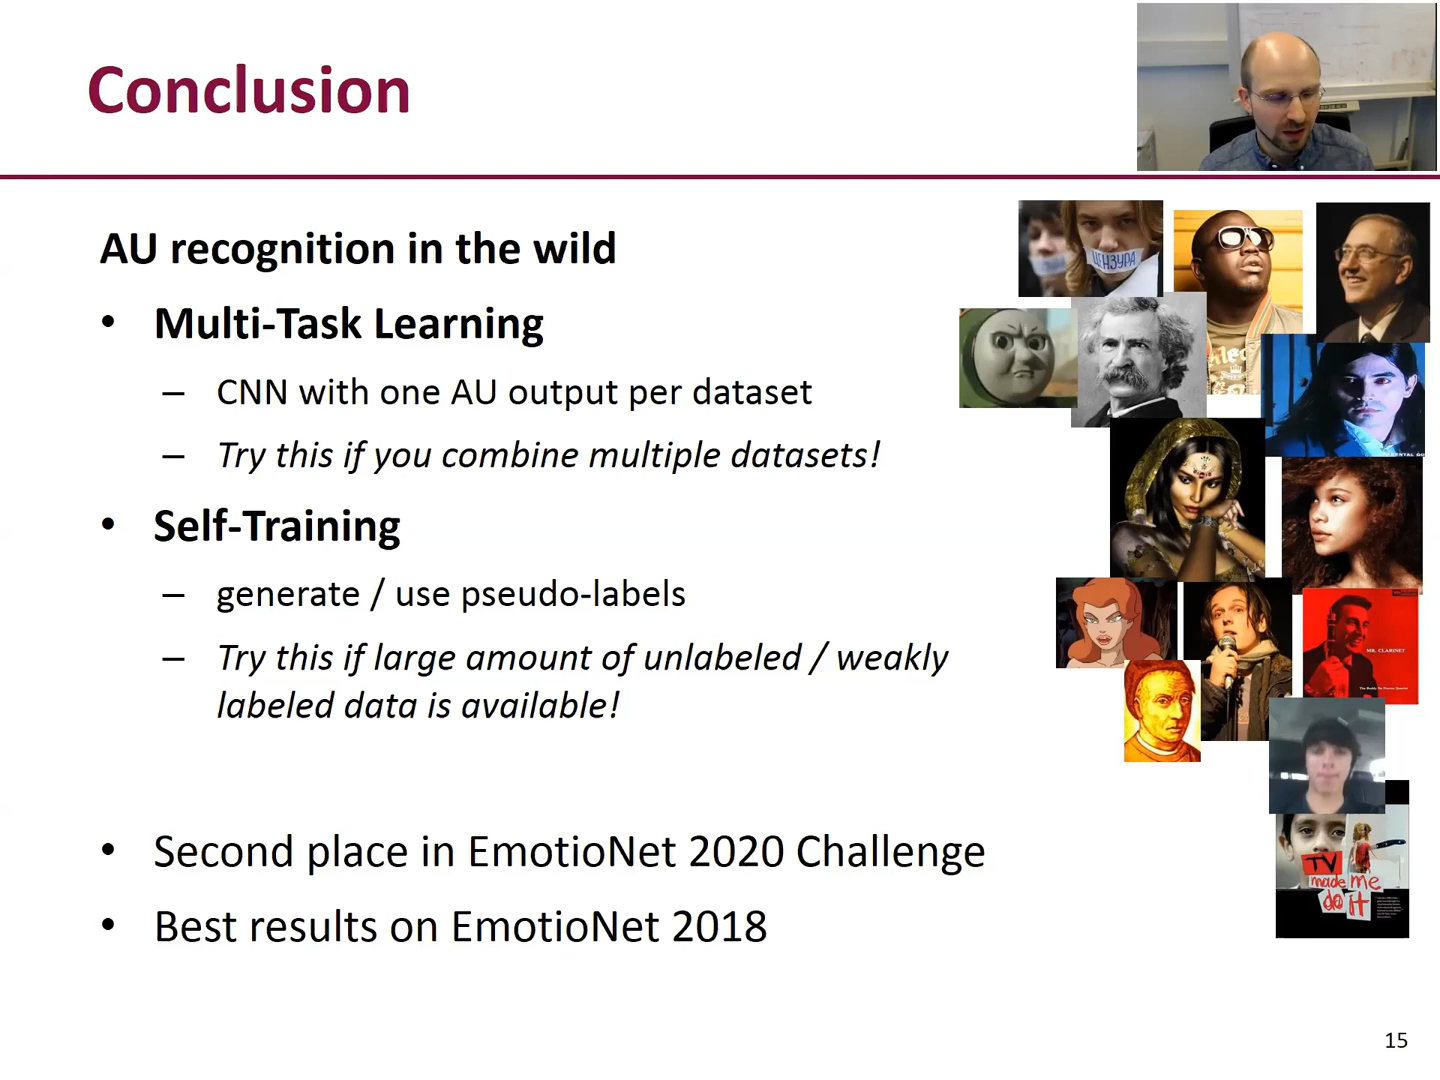 Conclusion
AU recognition in the wild
• Multi-Task Learning
– CNN with one AU output per dataset
– Try this if you combine multiple datasets!
• Self-Training
– generate / use pseudo-labels
– Try this if large amount of unlabeled / weakly
labeled data is available!
• Second place in EmotioNet 2020 Challenge
• Best results on EmotioNet 2018
ЦЕНЗУРА
MR. CLARINET
TV
made me
do it
15